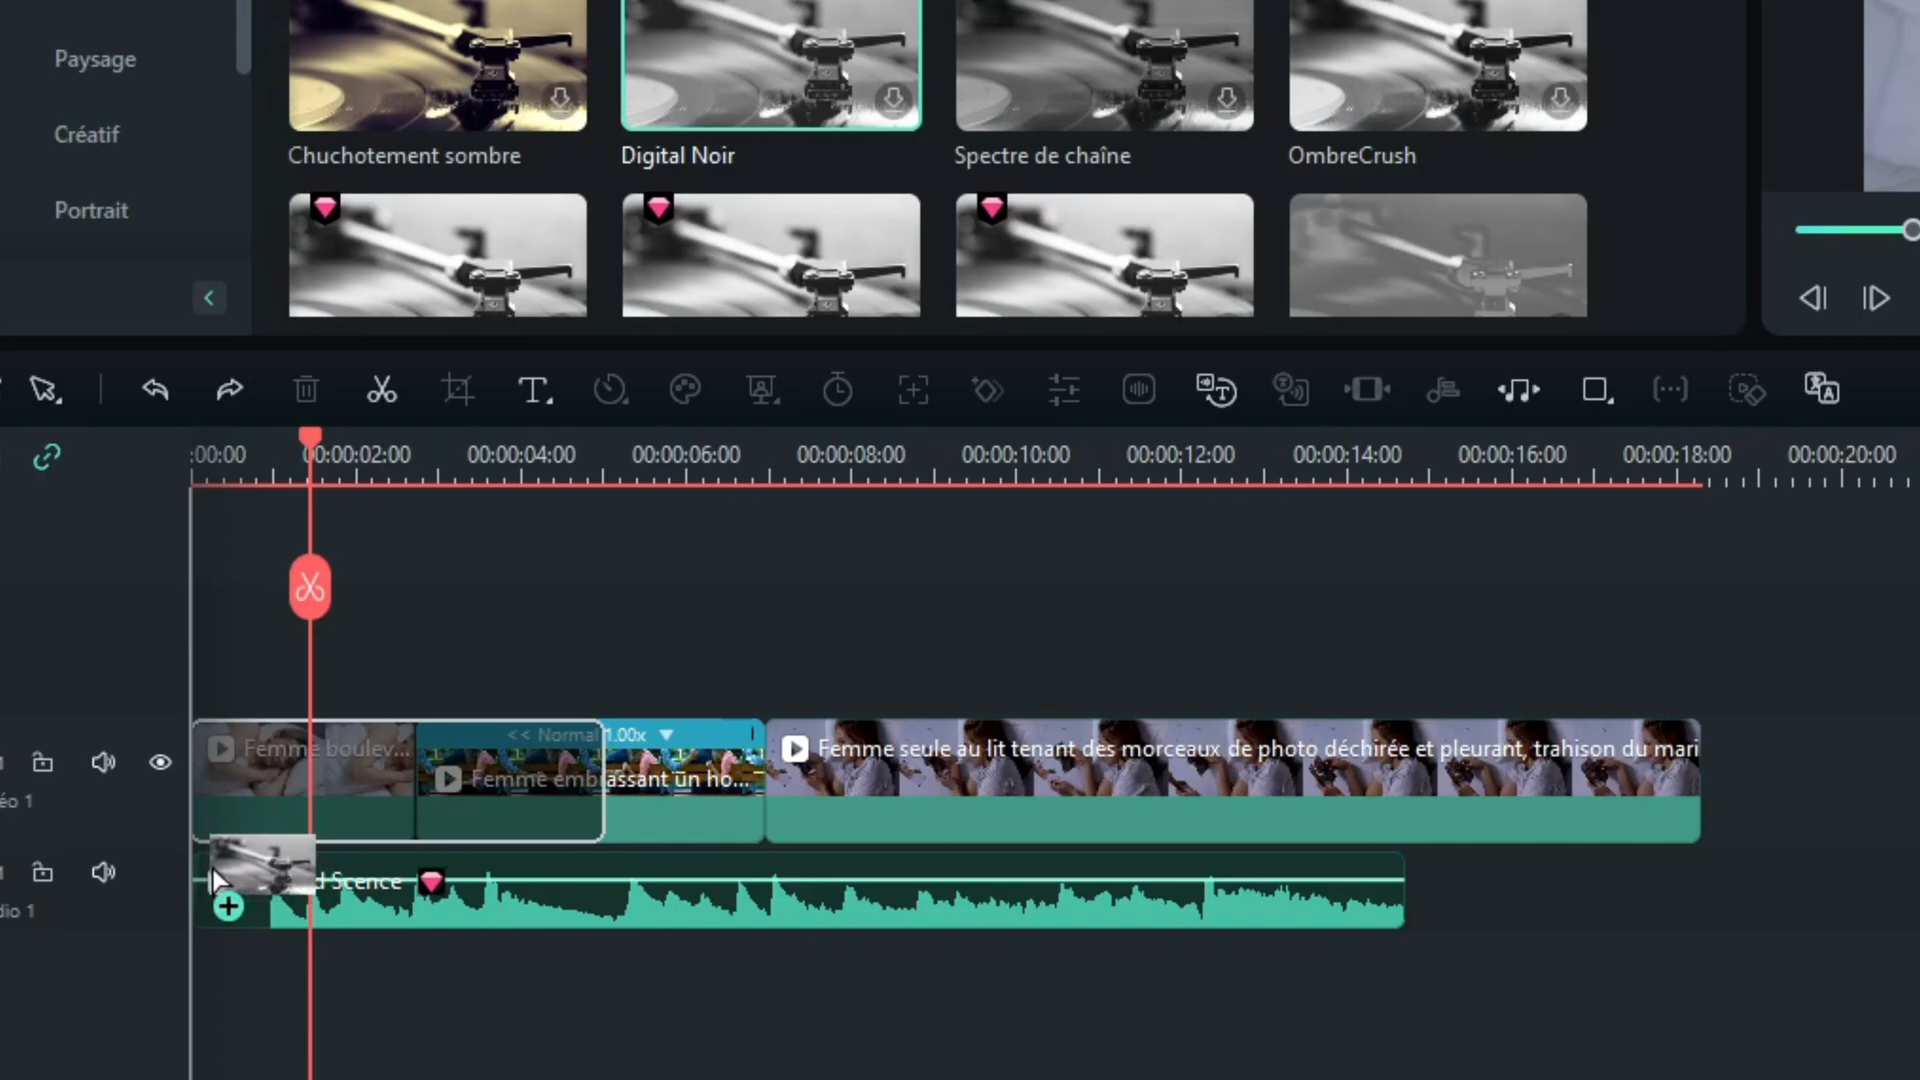 Paysage
Créatif
Portrait
Chuchotement sombre
Digital Noir
Spectre de chaîne
OmbreCrush
:00:00
00:00:02:00
00:00:04:00
00:00:06:00
00:00:08:00
00:00:10:00
00:00:12:00
00:00:14:00
00:00:16:00
00:00:18:00
00:00:20:00
<< Normal 1.00x
Femme boulev...
Femme embrassant un ho...
Femme seule au lit tenant des morceaux de photo déchirée et pleurant, trahison du mari
éo 1
d Scence
dio 1